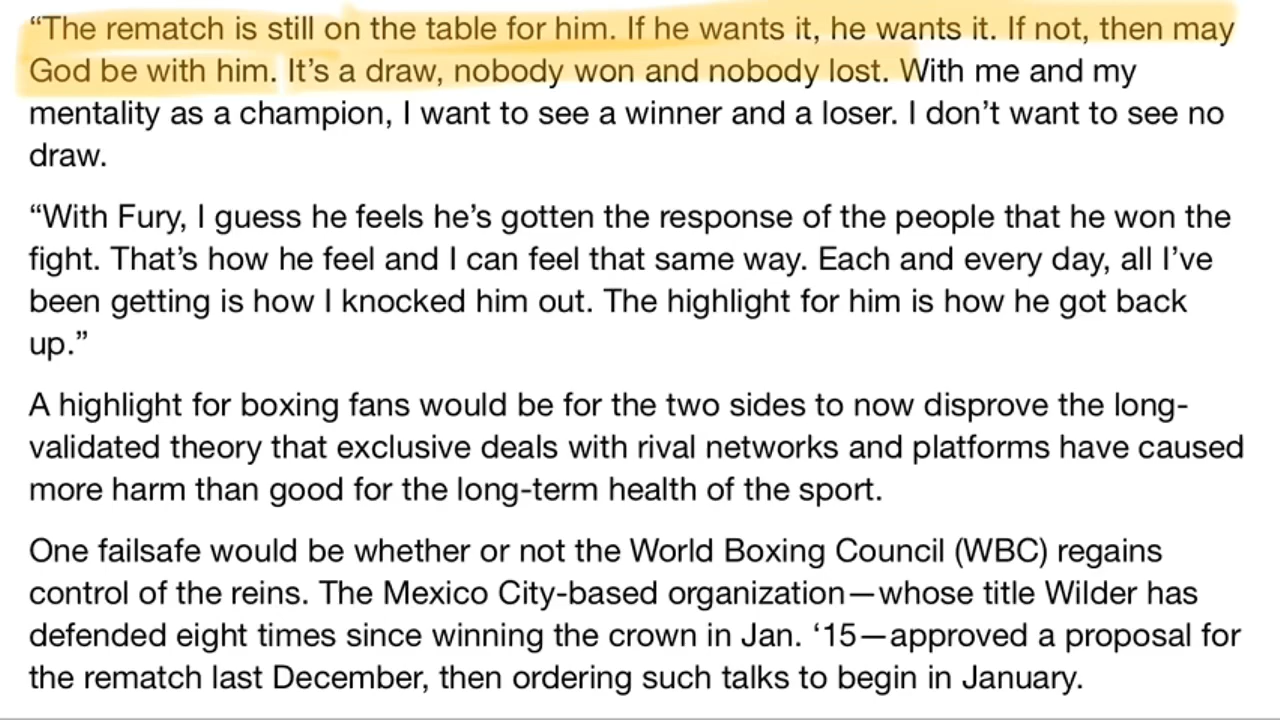 “The rematch is still on the table for him. If he wants it, he wants it. If not, then may
God be with him. It’s a draw, nobody won and nobody lost. With me and my
mentality as a champion, I want to see a winner and a loser. I don’t want to see no
draw.
“With Fury, I guess he feels he’s gotten the response of the people that he won the
fight. That’s how he feel and I can feel that same way. Each and every day, all I’ve
been getting is how I knocked him out. The highlight for him is how he got back
up.”
A highlight for boxing fans would be for the two sides to now disprove the long-
validated theory that exclusive deals with rival networks and platforms have caused
more harm than good for the long-term health of the sport.
One failsafe would be whether or not the World Boxing Council (WBC) regains
control of the reins. The Mexico City-based organization—whose title Wilder has
defended eight times since winning the crown in Jan. ‘15—approved a proposal for
the rematch last December, then ordering such talks to begin in January.